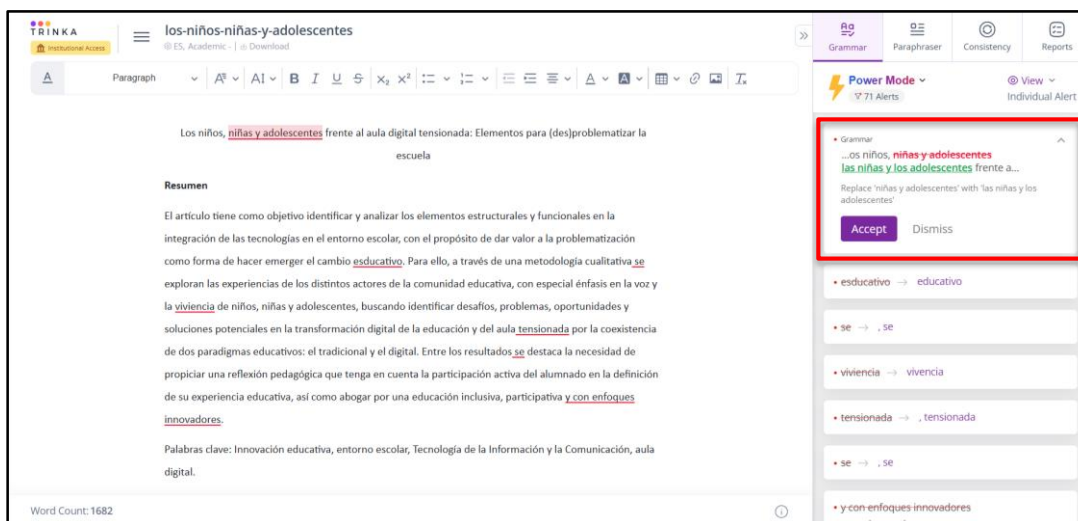 TRINKA
Institutional Access
los-niños-niñas-y-adolescentes
ES, Academic - | Download
Paragraph
Los niños, niñas y adolescentes frente al aula digital tensionada: Elementos para (des)problematizar la
escuela
Resumen
El artículo tiene como objetivo identificar y analizar los elementos estructurales y funcionales en la
integración de las tecnologías en el entorno escolar, con el propósito de dar valor a la problematización
como forma de hacer emerger el cambio esducativo. Para ello, a través de una metodología cualitativa se
exploran las experiencias de los distintos actores de la comunidad educativa, con especial énfasis en la voz y
la viviencia de niños, niñas y adolescentes, buscando identificar desafíos, problemas, oportunidades y
soluciones potenciales en la transformación digital de la educación y del aula tensionada por la coexistencia
de dos paradigmas educativos: el tradicional y el digital. Entre los resultados se destaca la necesidad de
propiciar una reflexión pedagógica que tenga en cuenta la participación activa del alumnado en la definición
de su experiencia educativa, así como abogar por una educación inclusiva, participativa y con enfoques
innovadores.
Palabras clave: Innovación educativa, entorno escolar, Tecnología de la Información y la Comunicación, aula
digital.
Word Count: 1682
Grammar
Paraphraser
Consistency
Reports
Power Mode
71 Alerts
View
Individual Alert
Grammar
...os niños, niñas y adolescentes
las niñas y los adolescentes frente a...
Replace 'niñas y adolescentes' with 'las niñas y los
adolescentes'
Accept Dismiss
esducativo → educativo
se → , se
viviencia → vivencia
tensionada → , tensionada
se → , se
y con enfoques innovadores